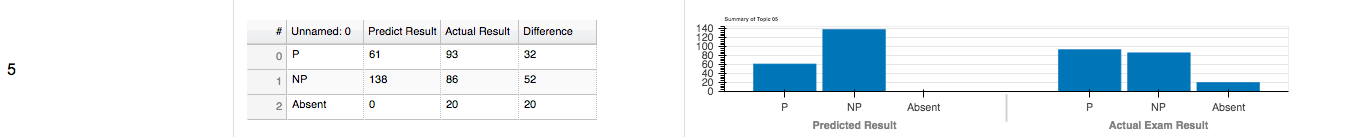 5
# Unnamed: 0 Predict Result Actual Result Difference
0 P 61 93 32
1 NP 138 86 52
2 Absent 0 20 20
Summary of Topic 05
140
120
100
80
60
40
20
0
P NP Absent P NP Absent
Predicted Result Actual Exam Result